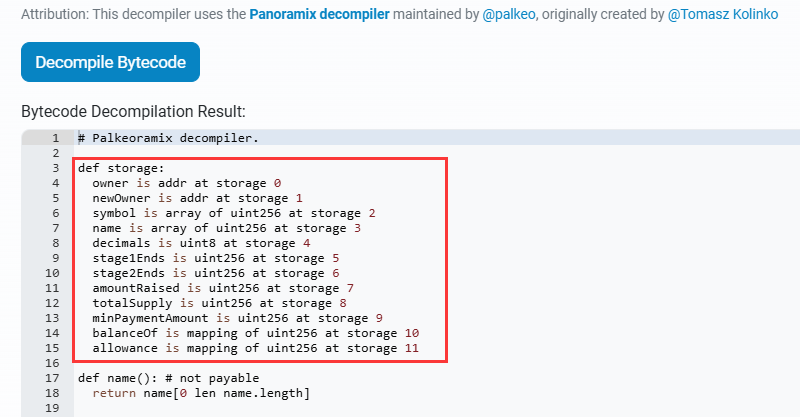 Attribution: This decompiler uses the Panoramix decompiler maintained by @palkeo, originally created by @Tomasz Kolinko
Decompile Bytecode
Bytecode Decompilation Result:
1 # Palkeoramix decompiler.
2
3 def storage:
4 owner is addr at storage 0
5 newOwner is addr at storage 1
6 symbol is array of uint256 at storage 2
7 name is array of uint256 at storage 3
8 decimals is uint8 at storage 4
9 stage1Ends is uint256 at storage 5
10 stage2Ends is uint256 at storage 6
11 amountRaised is uint256 at storage 7
12 totalSupply is uint256 at storage 8
13 minPaymentAmount is uint256 at storage 9
14 balanceOf is mapping of uint256 at storage 10
15 allowance is mapping of uint256 at storage 11
16
17 def name(): # not payable
18 return name[0 len name.length]
19